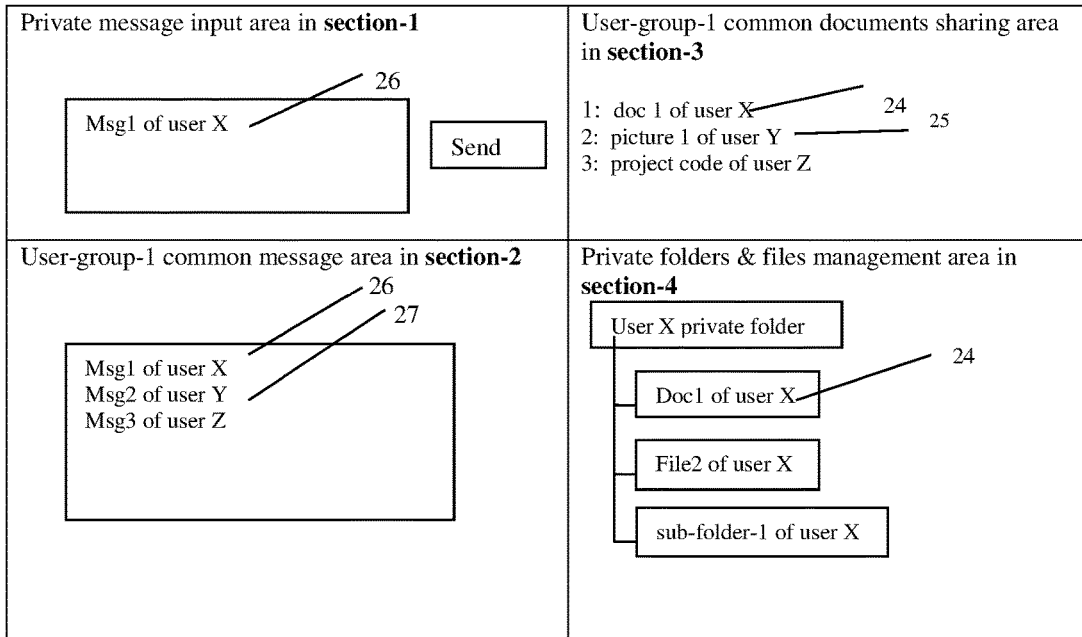 Private message input area in section-1
26
Msg1 of user X
Send
User-group-1 common documents sharing area
in section-3
1: doc 1 of user X
24
25
2: picture 1 of user Y
3: project code of user Z
User-group-1 common message area in section-2
26
27
Msg1 of user X
Msg2 of user Y
Msg3 of user Z
Private folders & files management area in
section-4
User X private folder
24
Doc1 of user X
File2 of user X
sub-folder-1 of user X